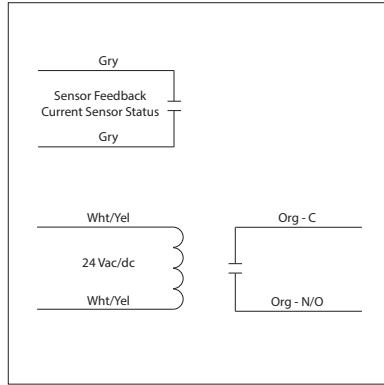 Gry
Sensor Feedback
Current Sensor Status
Gry
Wht/Yel
Org - C
24 Vac/dc
Wht/Yel
Org - N/O